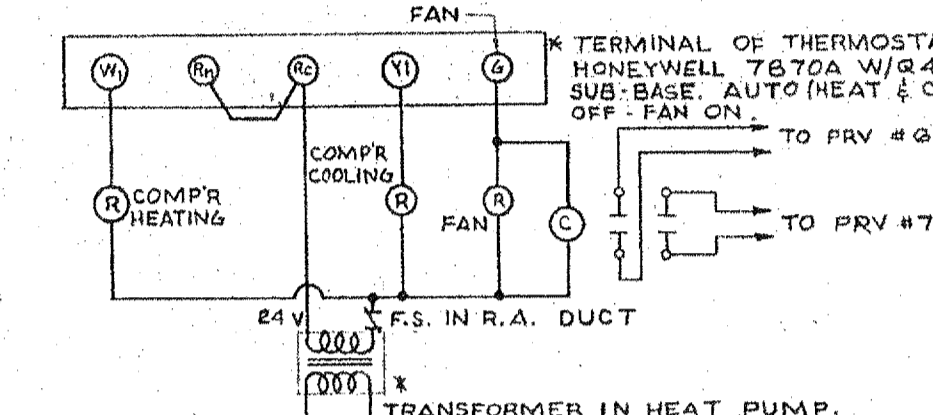 FAN
W1 RH RC Y1 G
* TERMINAL OF THERMOSTA
HONEYWELL 7870A W/Q4
SUB-BASE. AUTO (HEAT & C
OFF - FAN ON.
TO PRV #
COMP'R
COOLING
R COMP'R
HEATING
R
FAN R
C
TO PRV #7
24 V
F.S. IN R.A. DUCT
*
TRANSFORMER IN HEAT PUMP.